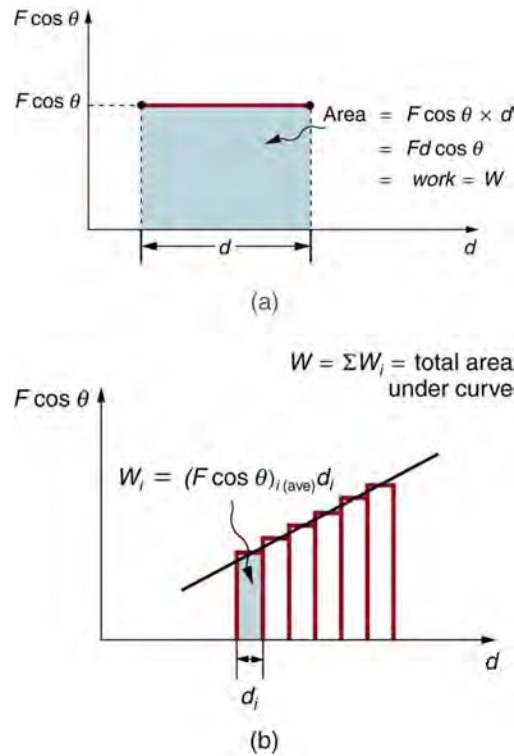 F cos θ
F cos θ
Area = F cos θ × d
= Fd cos θ
= work = W
d
d
(a)
W = ΣWi = total area
under curve
F cos θ
Wi = (F cos θ)i(ave)di
d
di
(b)